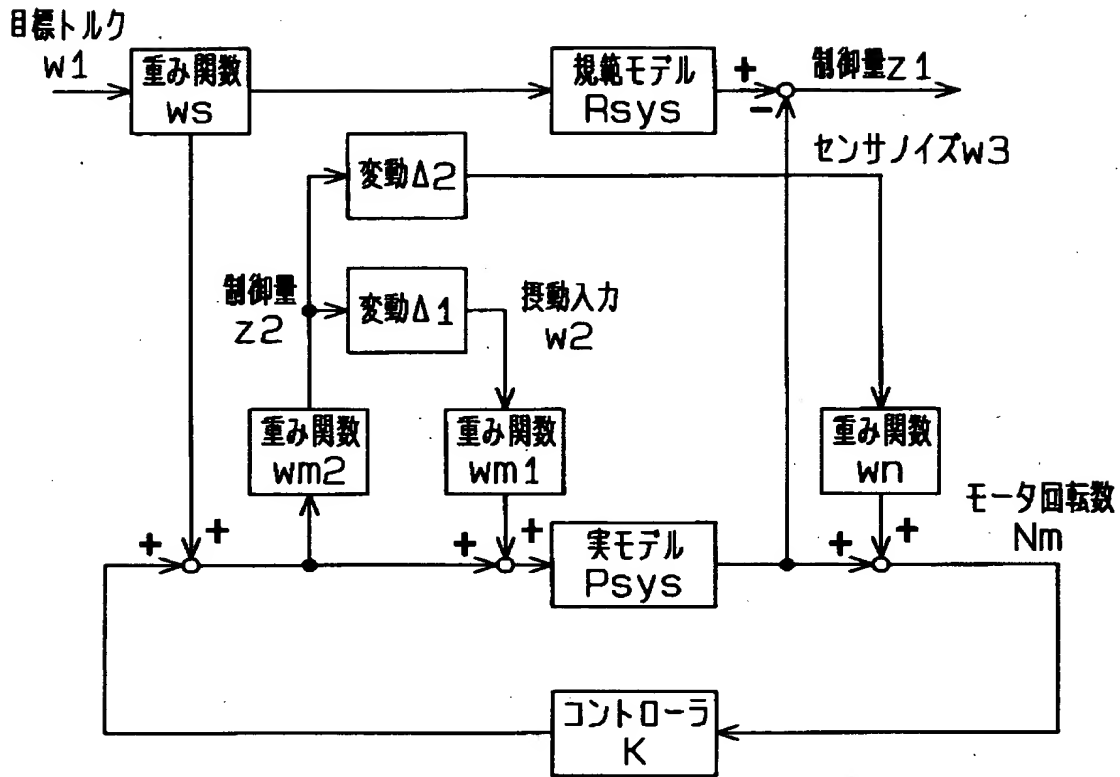 目標トルク
w1
重み関数
ws
規範モデル
Rsys
+
−
制御量z1
センサノイズw3
変動Δ2
制御量
z2
変動Δ1
摂動入力
w2
重み関数
wm2
重み関数
wm1
重み関数
wn
モータ回転数
Nm
+
+
+
+
実モデル
Psys
+
+
コントローラ
K